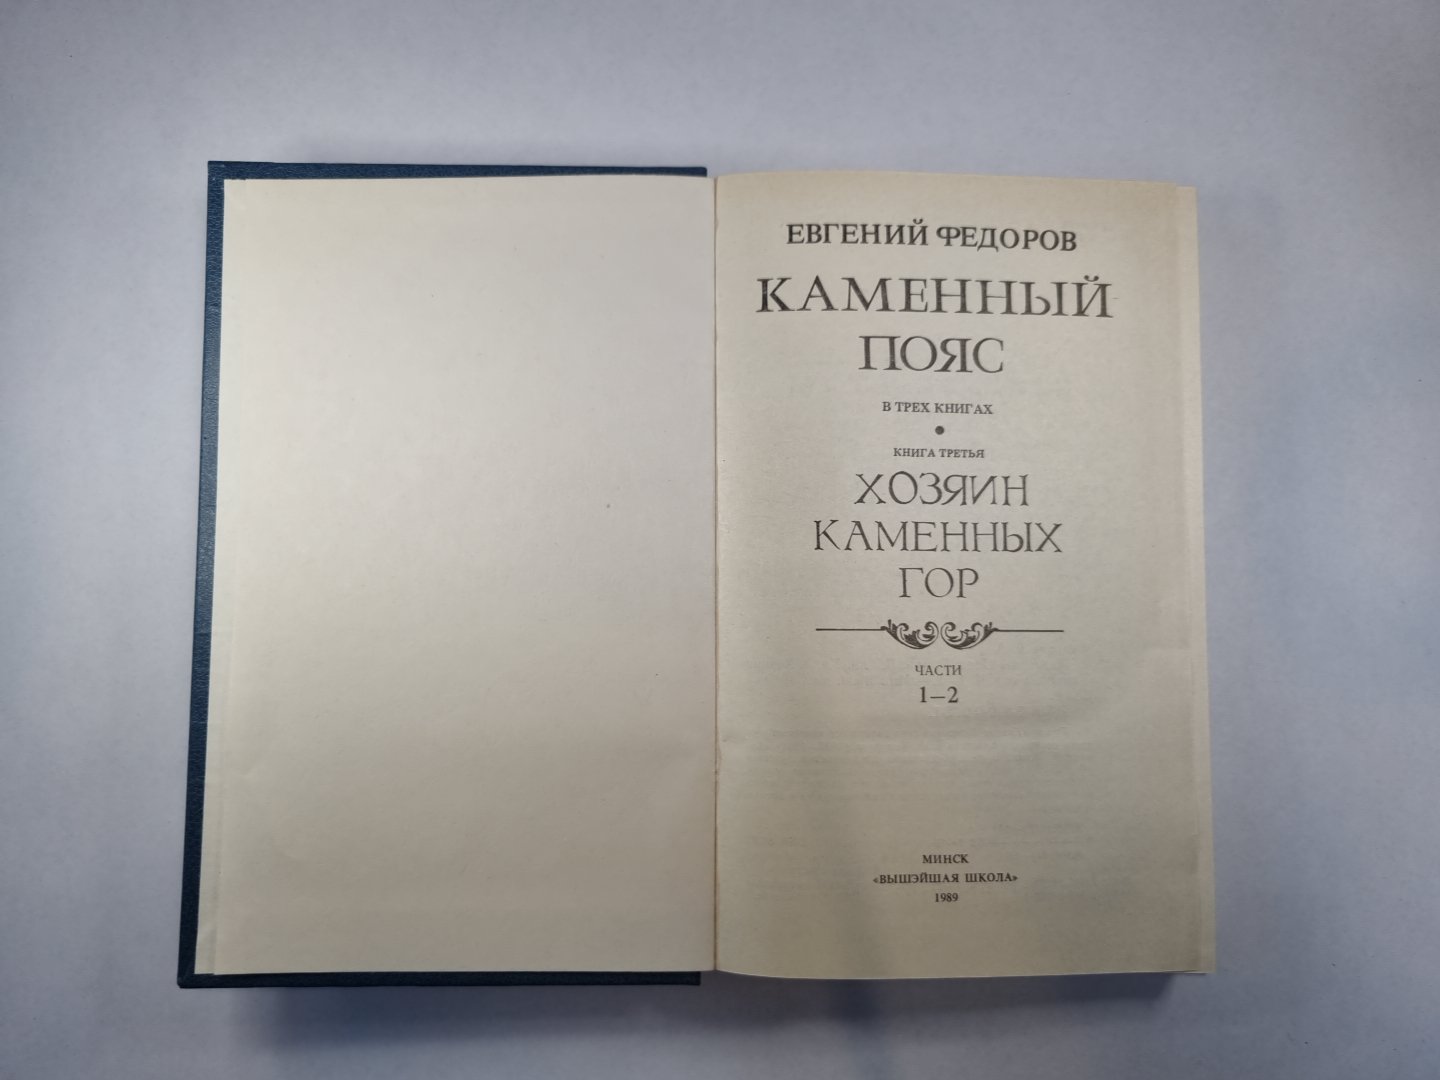 ЕВГЕНИЙ ФЕДОРОВ
КАМЕННЫЙ
ПОЯС
В ТРЕХ КНИГАХ
КНИГА ТРЕТЬЯ
ХОЗЯИН
КАМЕННЫХ
ГОР
ЧАСТИ
1—2
МИНСК
«ВЫШЭЙШАЯ ШКОЛА»
1989